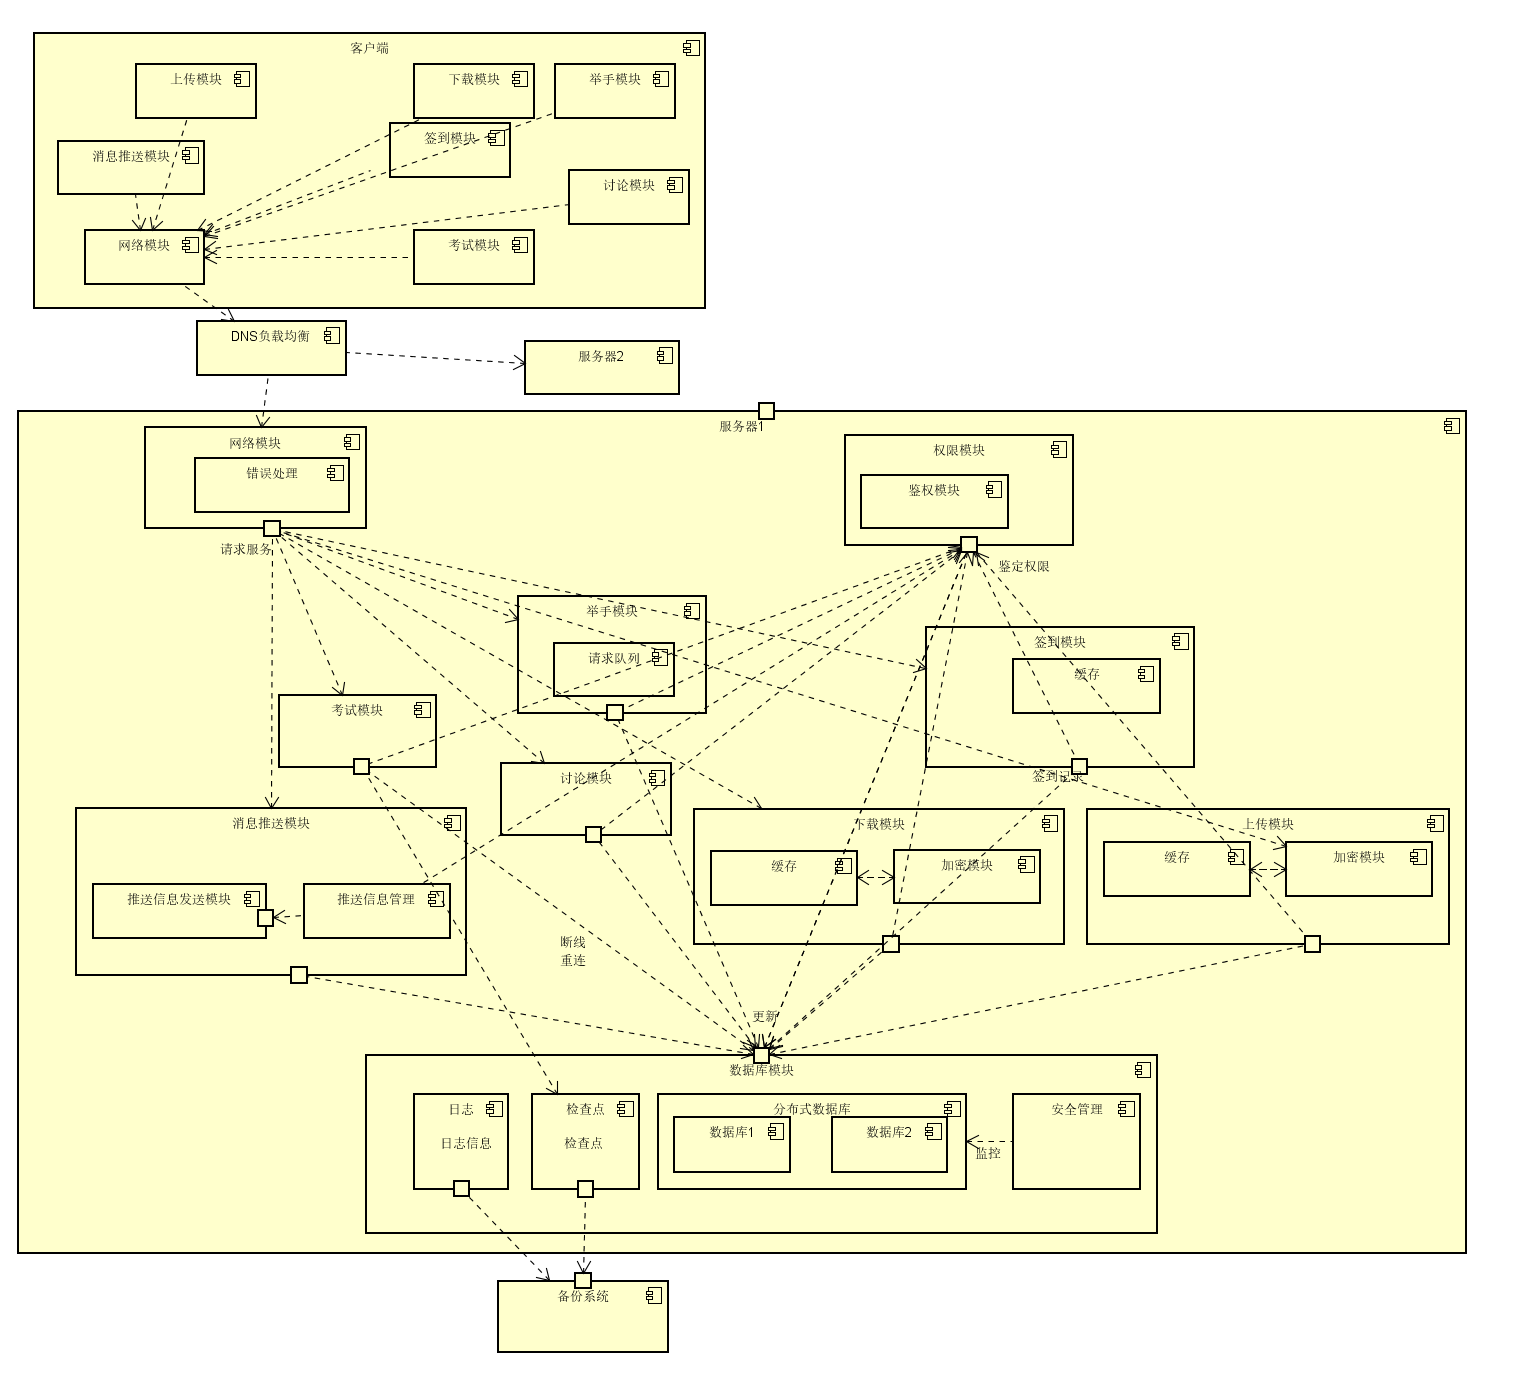 客户端
上传模块
下载模块
举手模块
签到模块
消息推送模块
讨论模块
网络模块
考试模块
DNS负载均衡
服务器2
服务器1
网络模块
错误处理
权限模块
鉴权模块
请求服务
鉴定权限
举手模块
请求队列
签到模块
缓存
考试模块
讨论模块
签到记录
消息推送模块
下载模块
上传模块
缓存
加密模块
缓存
加密模块
推送信息发送模块
推送信息管理
断线
重连
更新
数据库模块
日志
日志信息
检查点
检查点
分布式数据库
数据库1
数据库2
安全管理
监控
备份系统